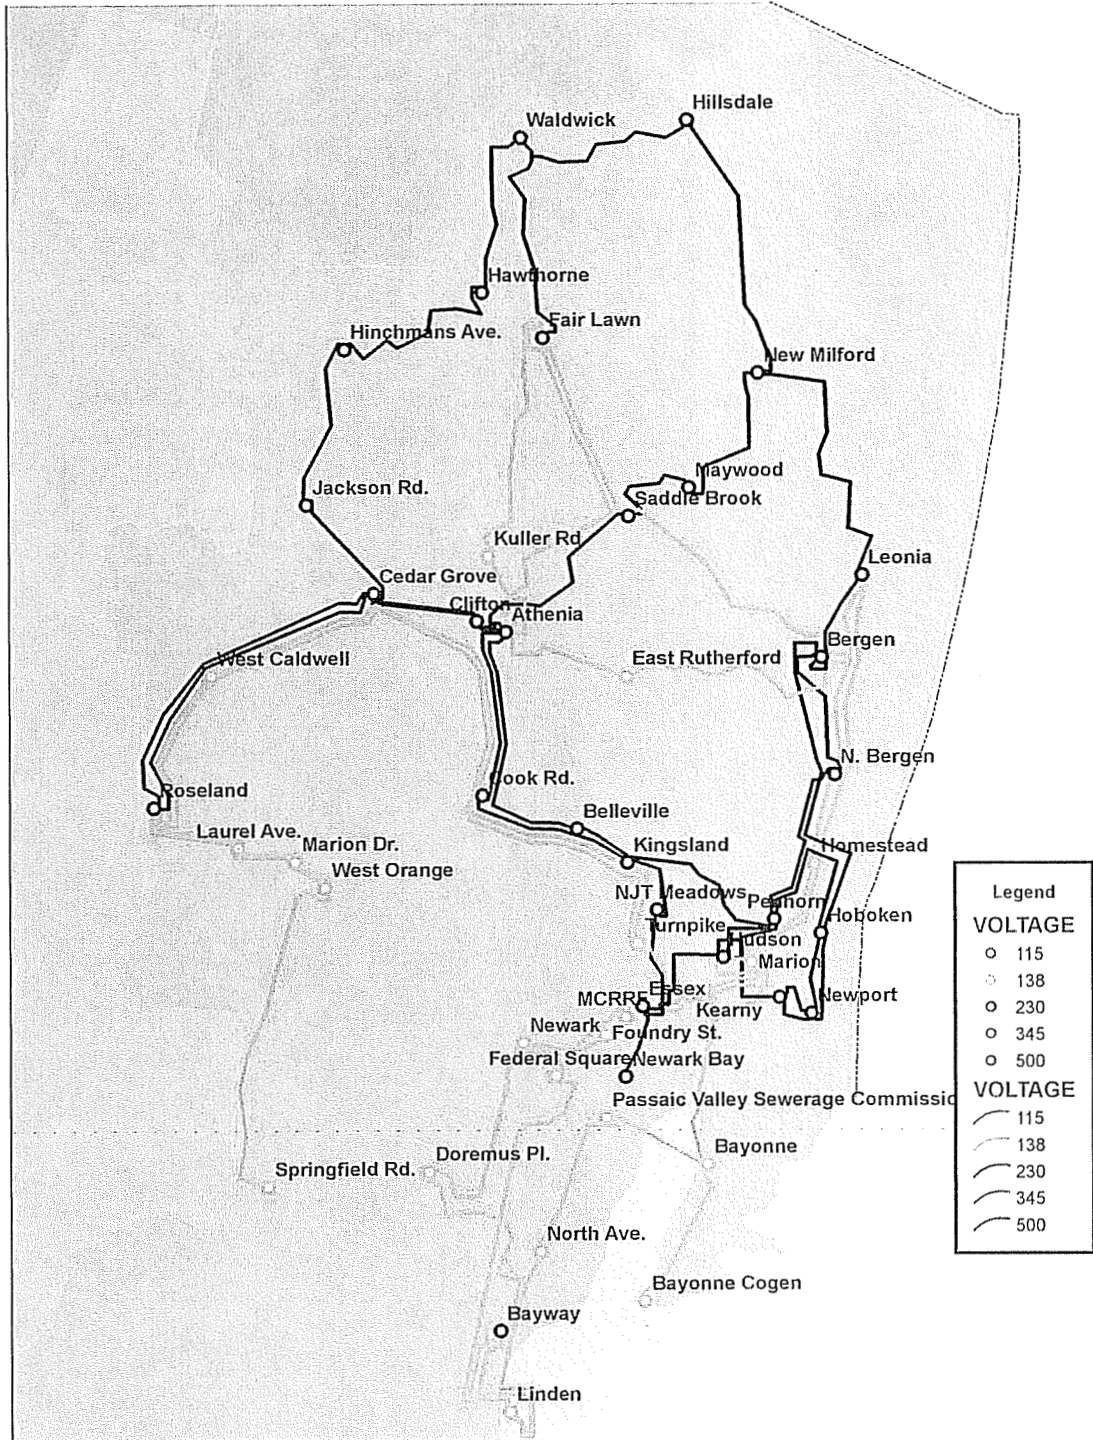 Hillsdale
Waldwick
Hawthorne
Fair Lawn
Hinchmans Ave.
New Milford
Maywood
Jackson Rd.
Saddle Brook
Kuller Rd
Leonia
Cedar Grove
Clifton
Athenia
Bergen
West Caldwell
East Rutherford
N. Bergen
Cook Rd.
Roseland
Belleville
Laurel Ave.
Marion Dr.
Kingsland
Homestead
West Orange
NJT Meadows
Penhorn
Hoboken
Turnpike
Hudson
Marion
Essex
MCRRF
Kearny
Newport
Newark
Foundry St.
Federal Square
Newark Bay
Passaic Valley Sewerage Commissio
Bayonne
Doremus Pl.
Springfield Rd.
North Ave.
Bayonne Cogen
Bayway
Linden
Legend
VOLTAGE
115
138
230
345
500
VOLTAGE
115
138
230
345
500